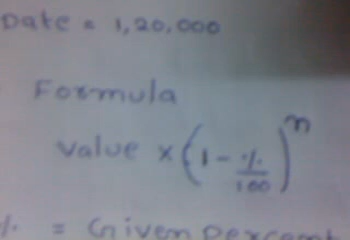 Date = 1,20,000
Formula
Value × (1 - %/100)^n
% = Given percent